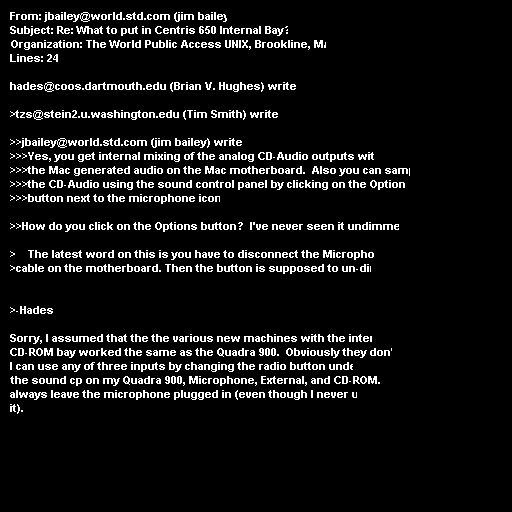 From: jbailey@world.std.com (jim bailey
Subject: Re: What to put in Centris 650 Internal Bay?
Organization: The World Public Access UNIX, Brookline, MA
Lines: 24
hades@coos.dartmouth.edu (Brian V. Hughes) write
>tzs@stein2.u.washington.edu (Tim Smith) write
>>jbailey@world.std.com (jim bailey) write
>>>Yes, you get internal mixing of the analog CD-Audio outputs wit
>>>the Mac generated audio on the Mac motherboard.  Also you can samp
>>>the CD-Audio using the sound control panel by clicking on the Option
>>>button next to the microphone icon
>>How do you click on the Options button?  I've never seen it undimme
>    The latest word on this is you have to disconnect the Micropho
>cable on the motherboard. Then the button is supposed to un-di
>-Hades
Sorry, I assumed that the the various new machines with the inter
CD-ROM bay worked the same as the Quadra 900.  Obviously they don'
I can use any of three inputs by changing the radio button unde
the sound cp on my Quadra 900, Microphone, External, and CD-ROM.
always leave the microphone plugged in (even though I never u
it).